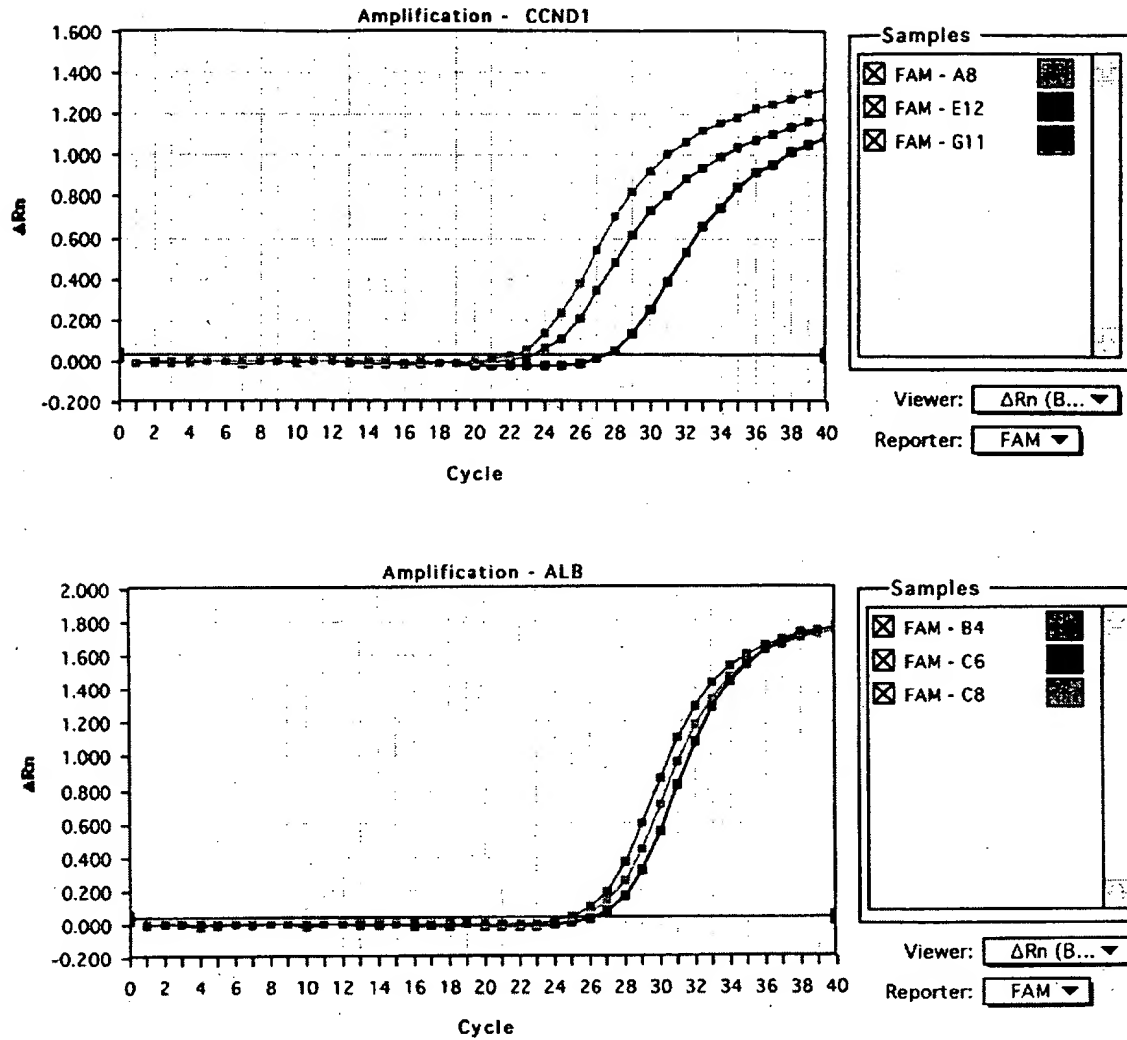 Amplification - CCND1
1.600
1.400
1.200
1.000
0.800
0.600
0.400
0.200
0.000
-0.200
ΔRn
0 2 4 6 8 10 12 14 16 18 20 22 24 26 28 30 32 34 36 38 40
Cycle
Samples
FAM - A8
FAM - E12
FAM - G11
Viewer: ΔRn (B... ▼
Reporter: FAM ▼
Amplification - ALB
2.000
1.800
1.600
1.400
1.200
1.000
0.800
0.600
0.400
0.200
0.000
-0.200
ΔRn
0 2 4 6 8 10 12 14 16 18 20 22 24 26 28 30 32 34 36 38 40
Cycle
Samples
FAM - B4
FAM - C6
FAM - C8
Viewer: ΔRn (B... ▼
Reporter: FAM ▼